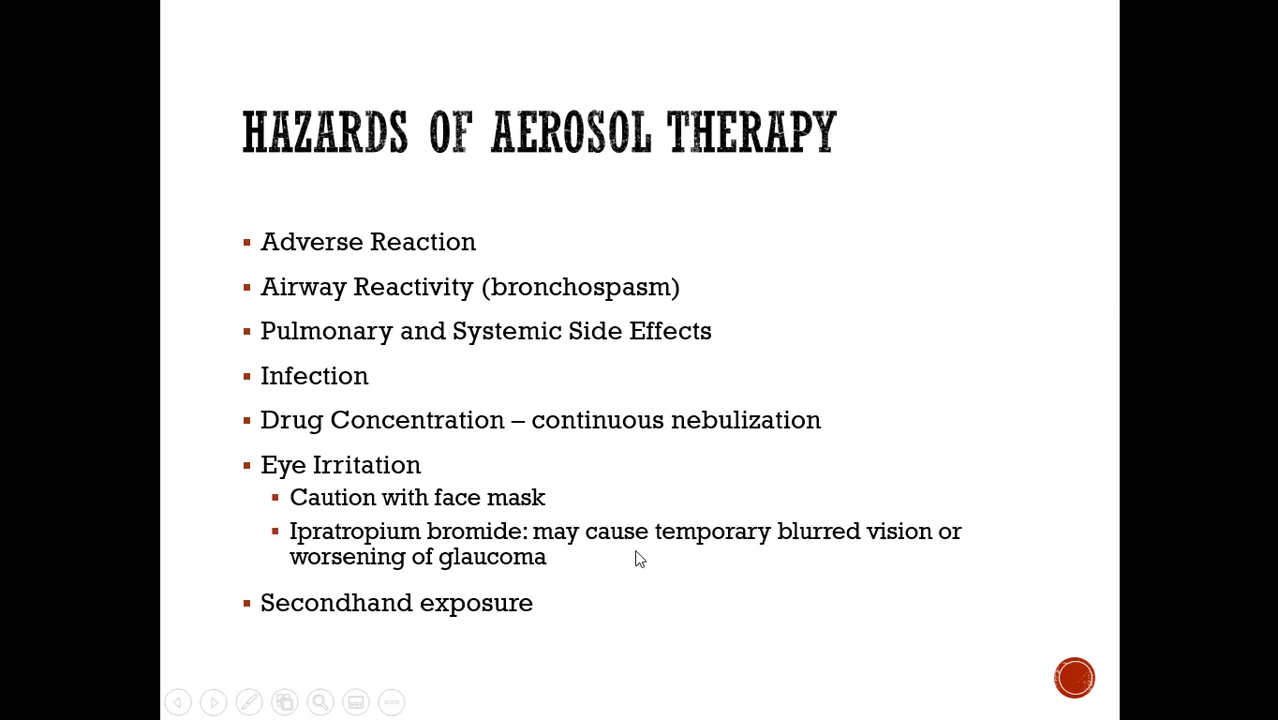 HAZARDS OF AEROSOL THERAPY
▪ Adverse Reaction
▪ Airway Reactivity (bronchospasm)
▪ Pulmonary and Systemic Side Effects
▪ Infection
▪ Drug Concentration – continuous nebulization
▪ Eye Irritation
▪ Caution with face mask
▪ Ipratropium bromide: may cause temporary blurred vision or
worsening of glaucoma
▪ Secondhand exposure